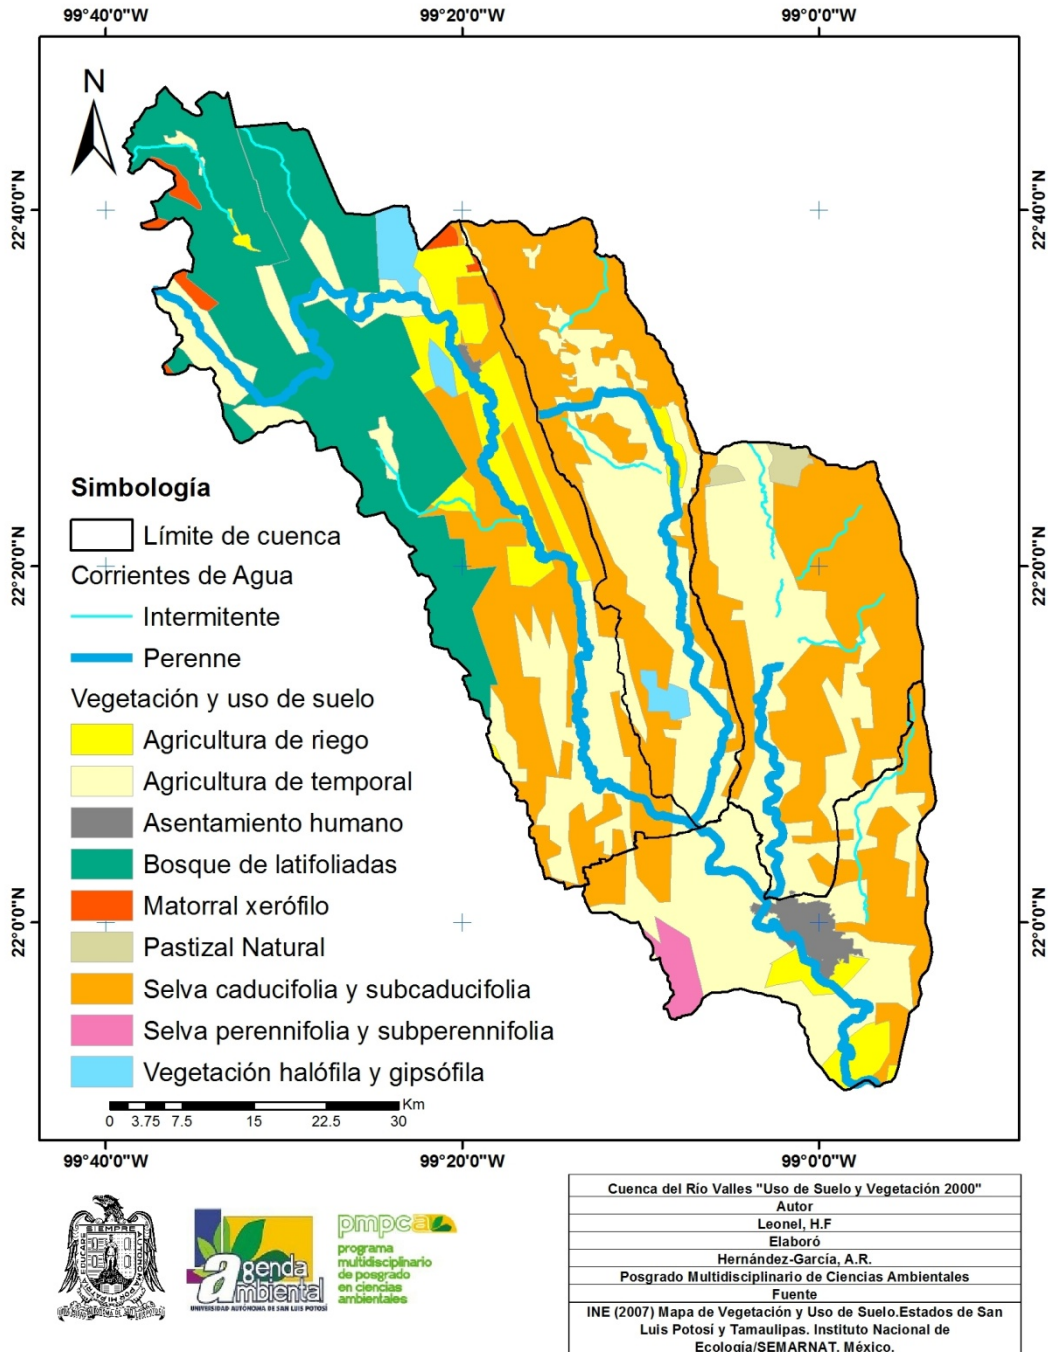 99°40'0"W
99°20'0"W
99°0'0"W
N
22°40'0"N
22°40'0"N
Simbología
Límite de cuenca
Corrientes de Agua
22°20'0"N
22°20'0"N
Intermitente
Perenne
Vegetación y uso de suelo
Agricultura de riego
Agricultura de temporal
Asentamiento humano
Bosque de latifoliadas
Matorral xerófilo
22°0'0"N
22°0'0"N
Pastizal Natural
Selva caducifolia y subcaducifolia
Selva perennifolia y subperennifolia
Vegetación halófila y gipsófila
Km
0 3.75 7.5 15 22.5 30
99°40'0"W
99°20'0"W
99°0'0"W
SIEMPRE
agenda
ambiental
UNIVERSIDAD AUTÓNOMA DE SAN LUIS POTOSÍ
pmpca
programa
multidisciplinario
de posgrado
en ciencias
ambientales
Cuenca del Río Valles "Uso de Suelo y Vegetación 2000"
Autor
Leonel, H.F
Elaboró
Hernández-García, A.R.
Posgrado Multidisciplinario de Ciencias Ambientales
Fuente
INE (2007) Mapa de Vegetación y Uso de Suelo.Estados de San
Luis Potosí y Tamaulipas. Instituto Nacional de
Ecología/SEMARNAT. México.